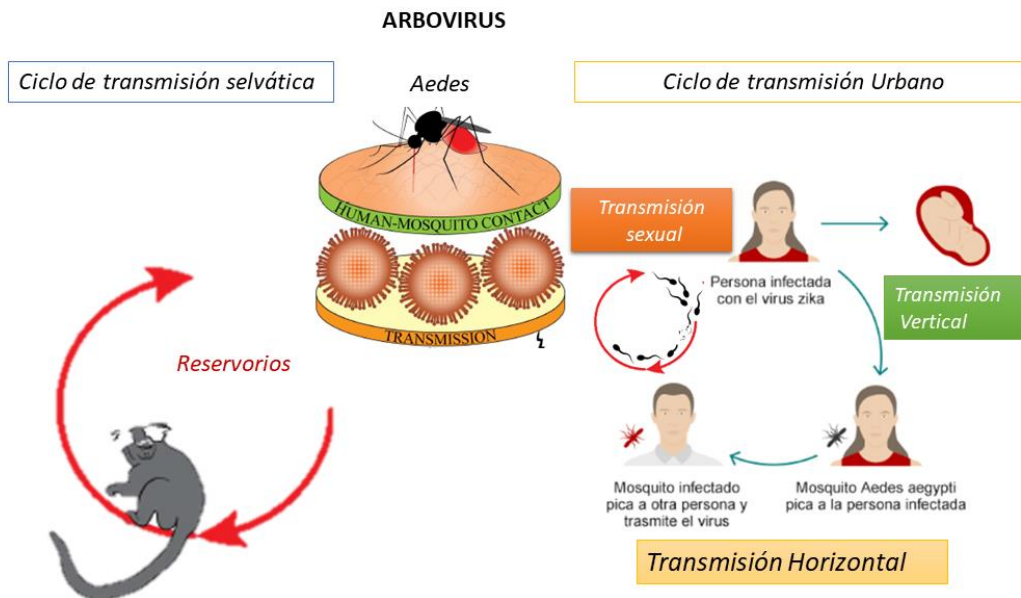 ARBOVIRUS
Ciclo de transmisión selvática
Aedes
Ciclo de transmisión Urbano
HUMAN-MOSQUITO CONTACT
TRANSMISSION
Reservorios
Transmisión
sexual
Persona infectada
con el virus zika
Transmisión
Vertical
Mosquito infectado
pica a otra persona y
trasmite el virus
Mosquito Aedes aegypti
pica a la persona infectada
Transmisión Horizontal